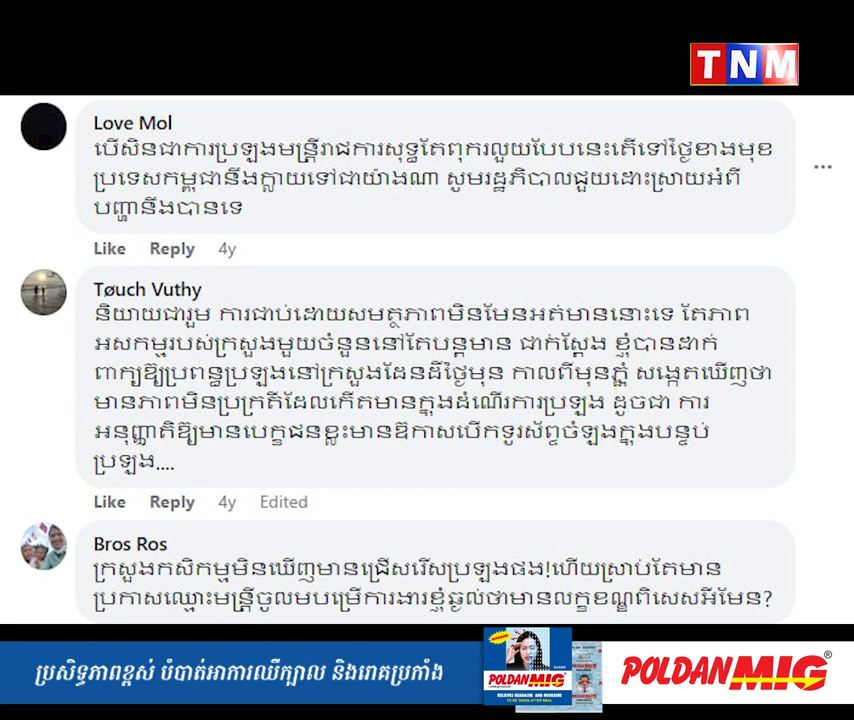 TNM
Love Mol
បើសិនជាការប្រឡងមន្ត្រីរាជការសុទ្ធតែពុករលួយបែបនេះតើទៅថ្ងៃខាងមុខ
ប្រទេសកម្ពុជានឹងក្លាយទៅជាយ៉ាងណា សូមរដ្ឋភិបាលជួយដោះស្រាយអំពី
បញ្ហានឹងបានទេ
Like Reply 4y
Tøuch Vuthy
និយាយជារួម ការជាប់ដោយសមត្ថភាពមិនមែនអត់មាននោះទេ តែភាព
អសកម្មរបស់ក្រសួងមួយចំនួននៅតែបន្តមាន ជាក់ស្តែង ខ្ញុំបានដាក់
ពាក្យឱ្យប្រពន្ធប្រឡងនៅក្រសួងដែនដីថ្ងៃមុន កាលពីមុនភ្ជុំ សង្កេតឃើញថា
មានភាពមិនប្រក្រតីដែលកើតមានក្នុងដំណើរការប្រឡង ដូចជា ការ
អនុញ្ញាតិឱ្យមានបេក្ខជនខ្លះមានឱកាសបើកទូរស័ព្ទចំឡងក្នុងបន្ទប់
ប្រឡង....
Like Reply 4y Edited
Bros Ros
ក្រសួងកសិកម្មមិនឃើញមានជ្រើសរើសប្រឡងផង!ហើយស្រាប់តែមាន
ប្រកាសឈ្មោះមន្ត្រីចូលមបម្រើការងារខ្ញុំឆ្ងល់ថាមានលក្ខខណ្ឌពិសេសអីមែន?
ប្រសិទ្ធភាពខ្ពស់ បំបាត់អាការឈឺក្បាល និងរោគប្រកាំង
POLDANMIG
RELIEVES HEADACHE AND MIGRAINE
TO BE TAKEN AFTER MEAL
POLDANMIG®